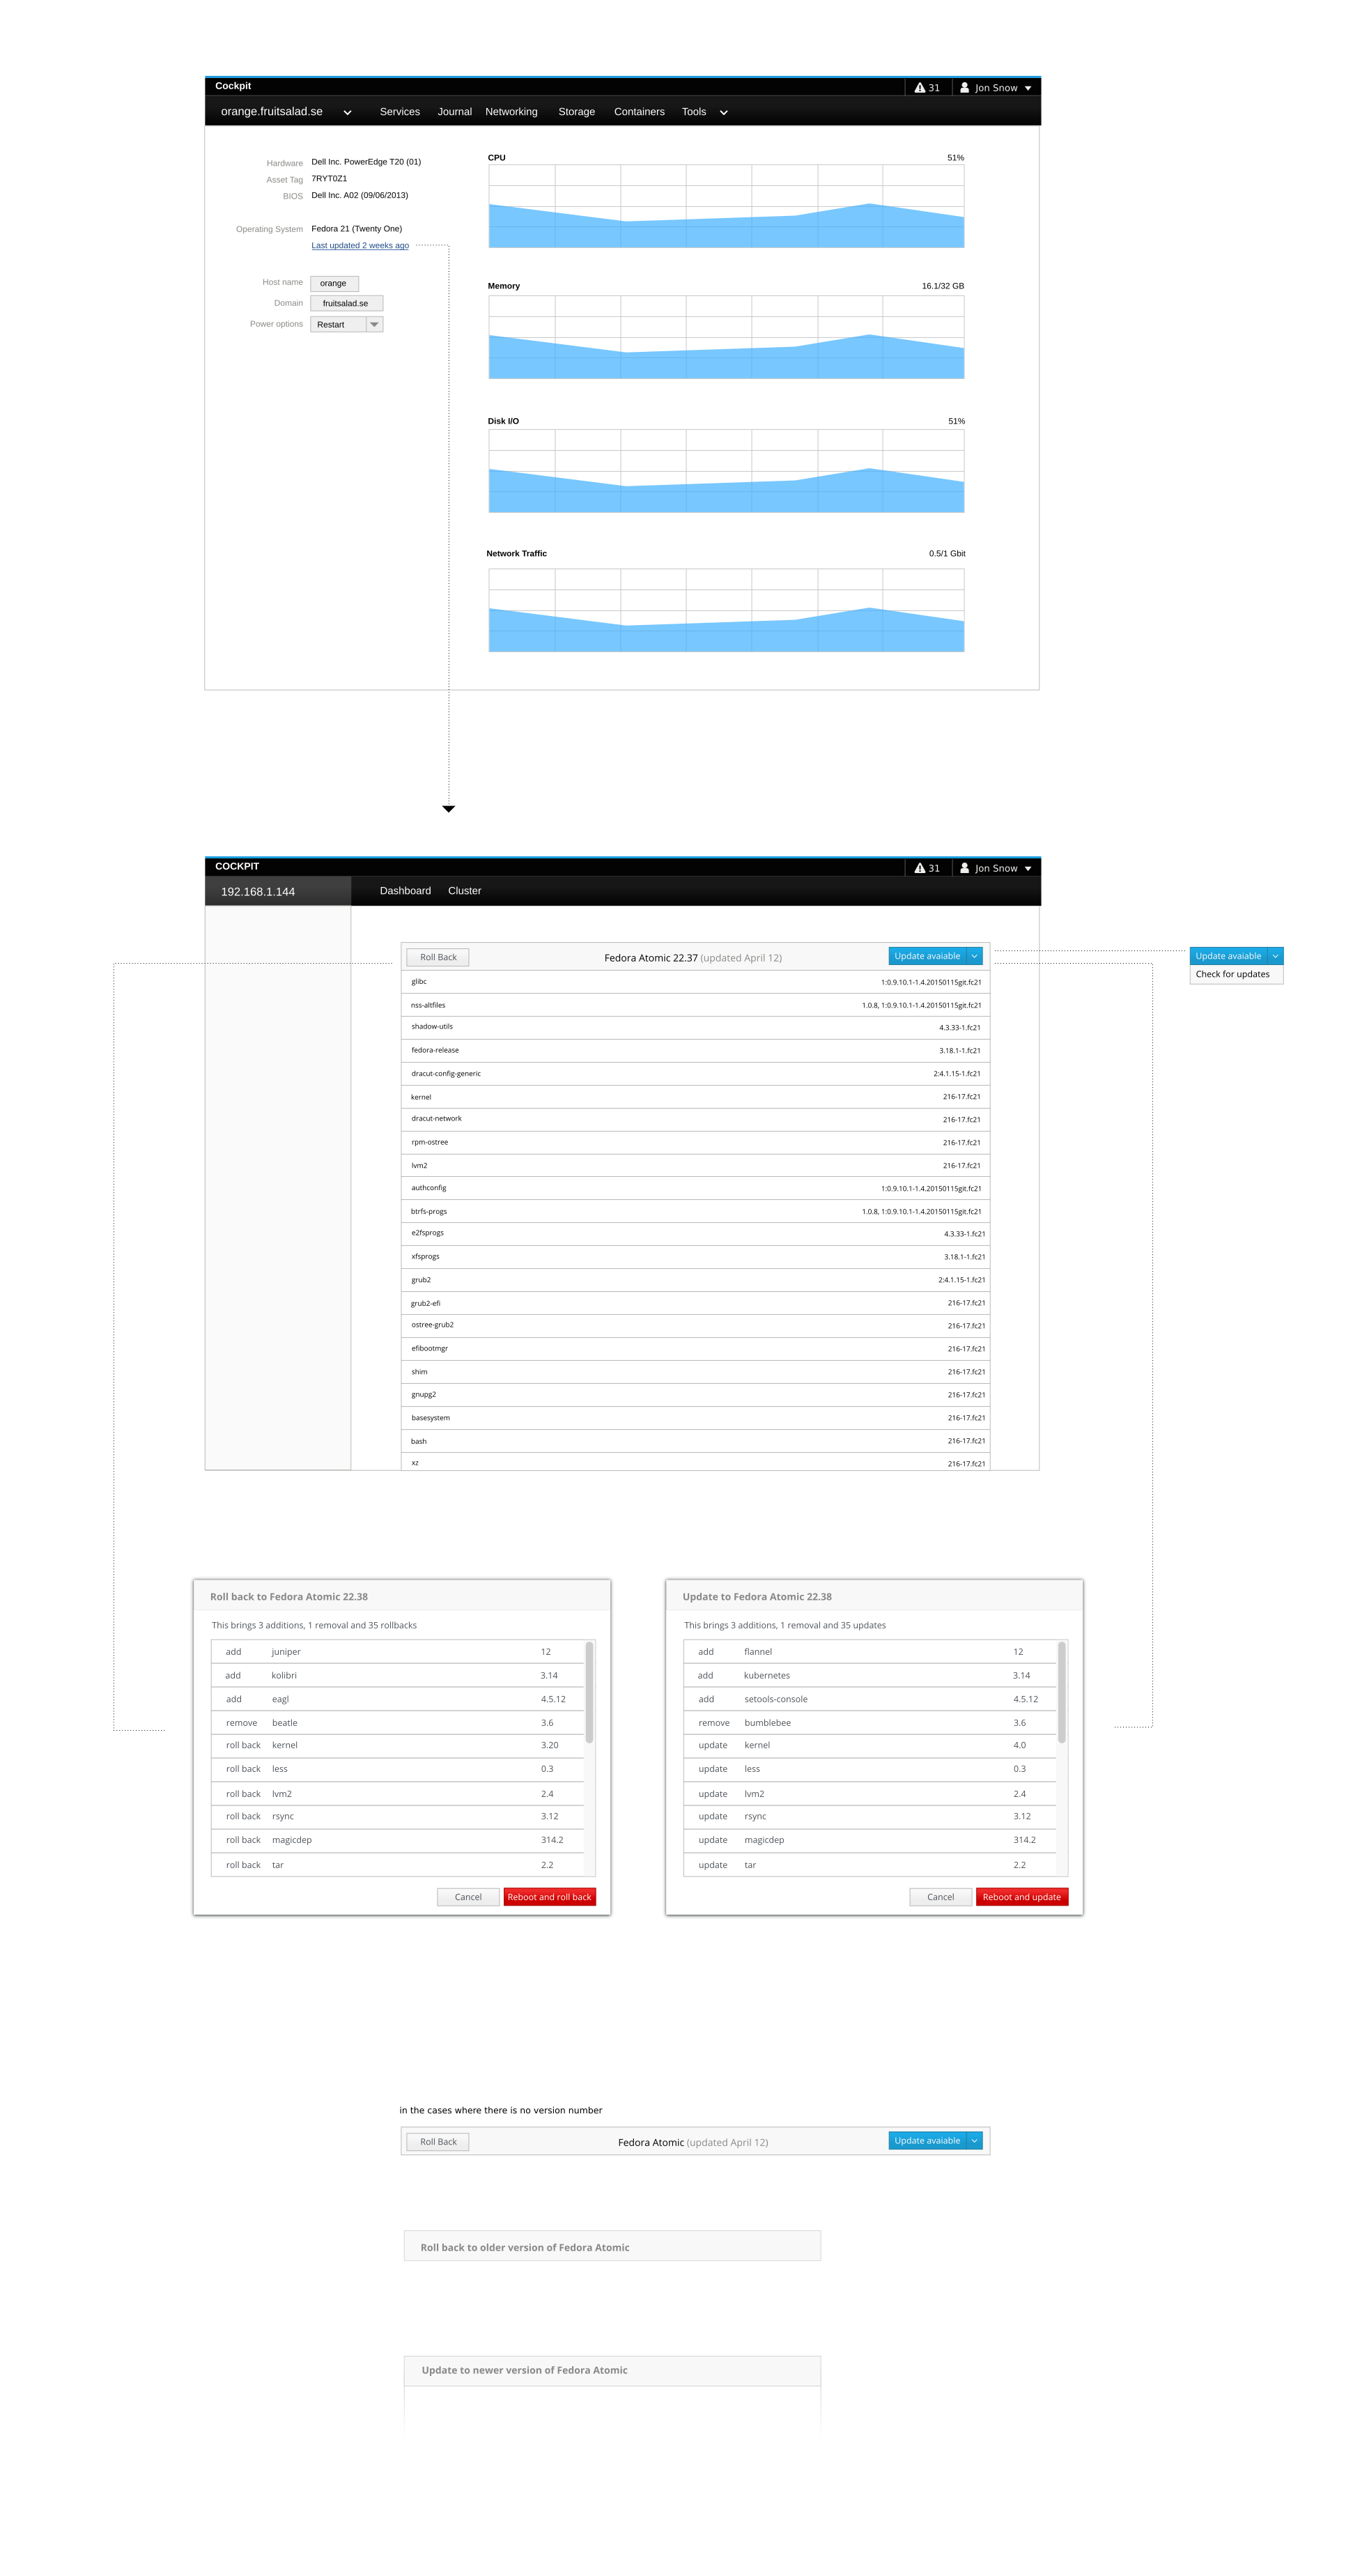 Cockpit 31 Jon Snow
orange.fruitsalad.se Services Journal Networking Storage Containers Tools
Hardware Dell Inc. PowerEdge T20 (01)
Asset Tag 7RYT0Z1
BIOS Dell Inc. A02 (09/06/2013)
Operating System Fedora 21 (Twenty One)
Last updated 2 weeks ago
Host name orange
Domain fruitsalad.se
Power options Restart
CPU 51%
Memory 16.1/32 GB
Disk I/O 51%
Network Traffic 0.5/1 Gbit
COCKPIT 31 Jon Snow
192.168.1.144 Dashboard Cluster
Roll Back Fedora Atomic 22.37 (updated April 12) Update avaiable
Update avaiable
Check for updates
glibc 1:0.9.10.1-1.4.20150115git.fc21
nss-altfiles 1.0.8, 1:0.9.10.1-1.4.20150115git.fc21
shadow-utils 4.3.33-1.fc21
fedora-release 3.18.1-1.fc21
dracut-config-generic 2:4.1.15-1.fc21
kernel 216-17.fc21
dracut-network 216-17.fc21
rpm-ostree 216-17.fc21
lvm2 216-17.fc21
authconfig 1:0.9.10.1-1.4.20150115git.fc21
btrfs-progs 1.0.8, 1:0.9.10.1-1.4.20150115git.fc21
e2fsprogs 4.3.33-1.fc21
xfsprogs 3.18.1-1.fc21
grub2 2:4.1.15-1.fc21
grub2-efi 216-17.fc21
ostree-grub2 216-17.fc21
efibootmgr 216-17.fc21
shim 216-17.fc21
gnupg2 216-17.fc21
basesystem 216-17.fc21
bash 216-17.fc21
xz 216-17.fc21
Roll back to Fedora Atomic 22.38
This brings 3 additions, 1 removal and 35 rollbacks
add juniper 12
add kolibri 3.14
add eagl 4.5.12
remove beatle 3.6
roll back kernel 3.20
roll back less 0.3
roll back lvm2 2.4
roll back rsync 3.12
roll back magicdep 314.2
roll back tar 2.2
Cancel Reboot and roll back
Update to Fedora Atomic 22.38
This brings 3 additions, 1 removal and 35 updates
add flannel 12
add kubernetes 3.14
add setools-console 4.5.12
remove bumblebee 3.6
update kernel 4.0
update less 0.3
update lvm2 2.4
update rsync 3.12
update magicdep 314.2
update tar 2.2
Cancel Reboot and update
in the cases where there is no version number
Roll Back Fedora Atomic (updated April 12) Update avaiable
Roll back to older version of Fedora Atomic
Update to newer version of Fedora Atomic